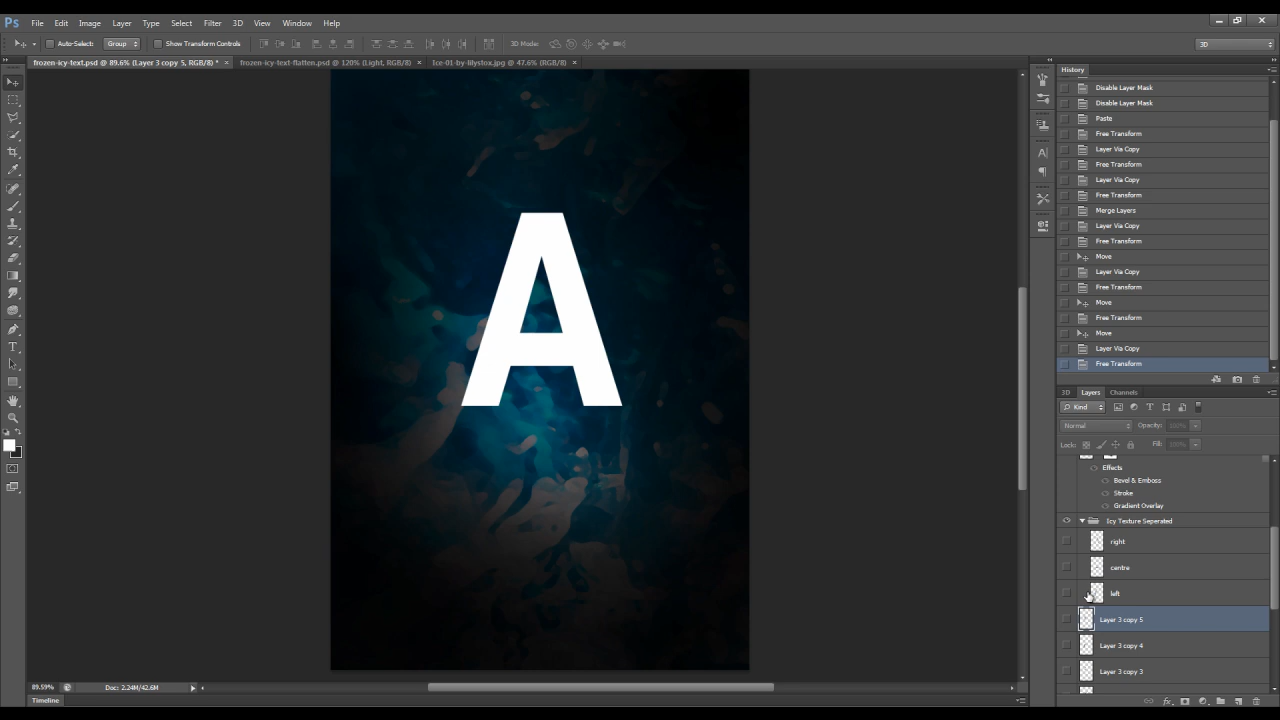 Ps File Edit Image Layer Type Select Filter 3D View Window Help
Auto-Select: Group Show Transform Controls 3D Mode: 3D
frozen-icy-text.psd @ 89.6% (Layer 3 copy 5, RGB/8) * × frozen-icy-text-flatten.psd @ 120% (Light, RGB/8) × Ice-01-by-lilystox.jpg @ 47.6% (RGB/8) ×
A
History
Disable Layer Mask
Disable Layer Mask
Paste
Free Transform
Layer Via Copy
Free Transform
Layer Via Copy
Free Transform
Merge Layers
Layer Via Copy
Free Transform
Move
Layer Via Copy
Free Transform
Move
Free Transform
Move
Layer Via Copy
Free Transform
3D Layers Channels
Kind
Normal Opacity: 100%
Lock: Fill: 100%
Effects
Bevel & Emboss
Stroke
Gradient Overlay
Icy Texture Seperated
right
centre
left
Layer 3 copy 5
Layer 3 copy 4
Layer 3 copy 3
89.59% Doc: 2.24M/42.6M
Timeline